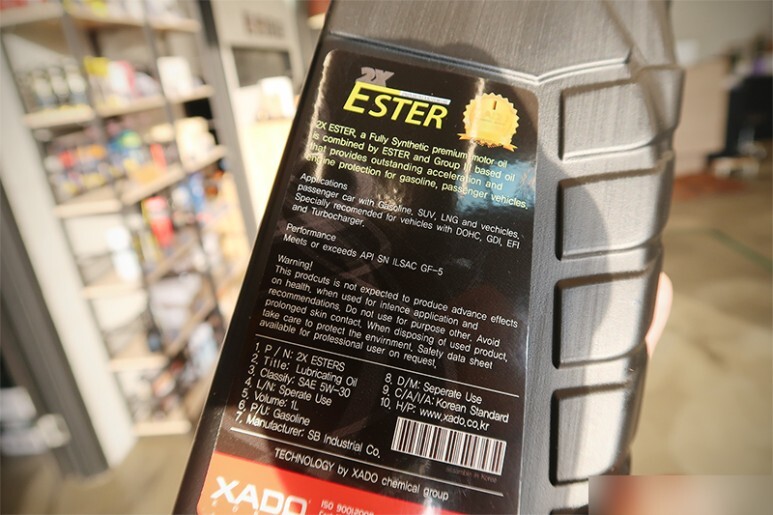 2X
ESTER
2X ESTER, a Fully Synthetic premium motor oil
is combined by ESTER and Group based oil
that provides outstanding acceleration and
engine protection for gasoline, passenger vehicles.
Applications
passenger car with Gasoline, SUV, LNG and vechicles,
Specially recomended for vehicles with DOHC, GDI, EFI
and Turbocharger,
Performance
Meets or exceeds API SN ILSAC GF-5
Warning!
This prodcuts is not expected to produce advance effects
on health, when used for intence application and
recommendations, Do not use for purpose other. Avoid
prolonged skin contact, When disposing of used product,
take care to protect the envirnment, Safety data sheet
available for professional user on request,
1. P / N: 2X ESTERS
2. Title: Lubricating Oil
3. Classify: SAE 5W-30
4. L/N: Sperate Use
5. Volume: 1L
6. P/U: Gasoline
7. Manufacturer: SB Industrial Co,
8. D/M: Seperate Use
9. C/A/A: Korean Standard
10. H/P: www.xado.co.kr
TECHNOLOGY by XADO chemical group
XADO